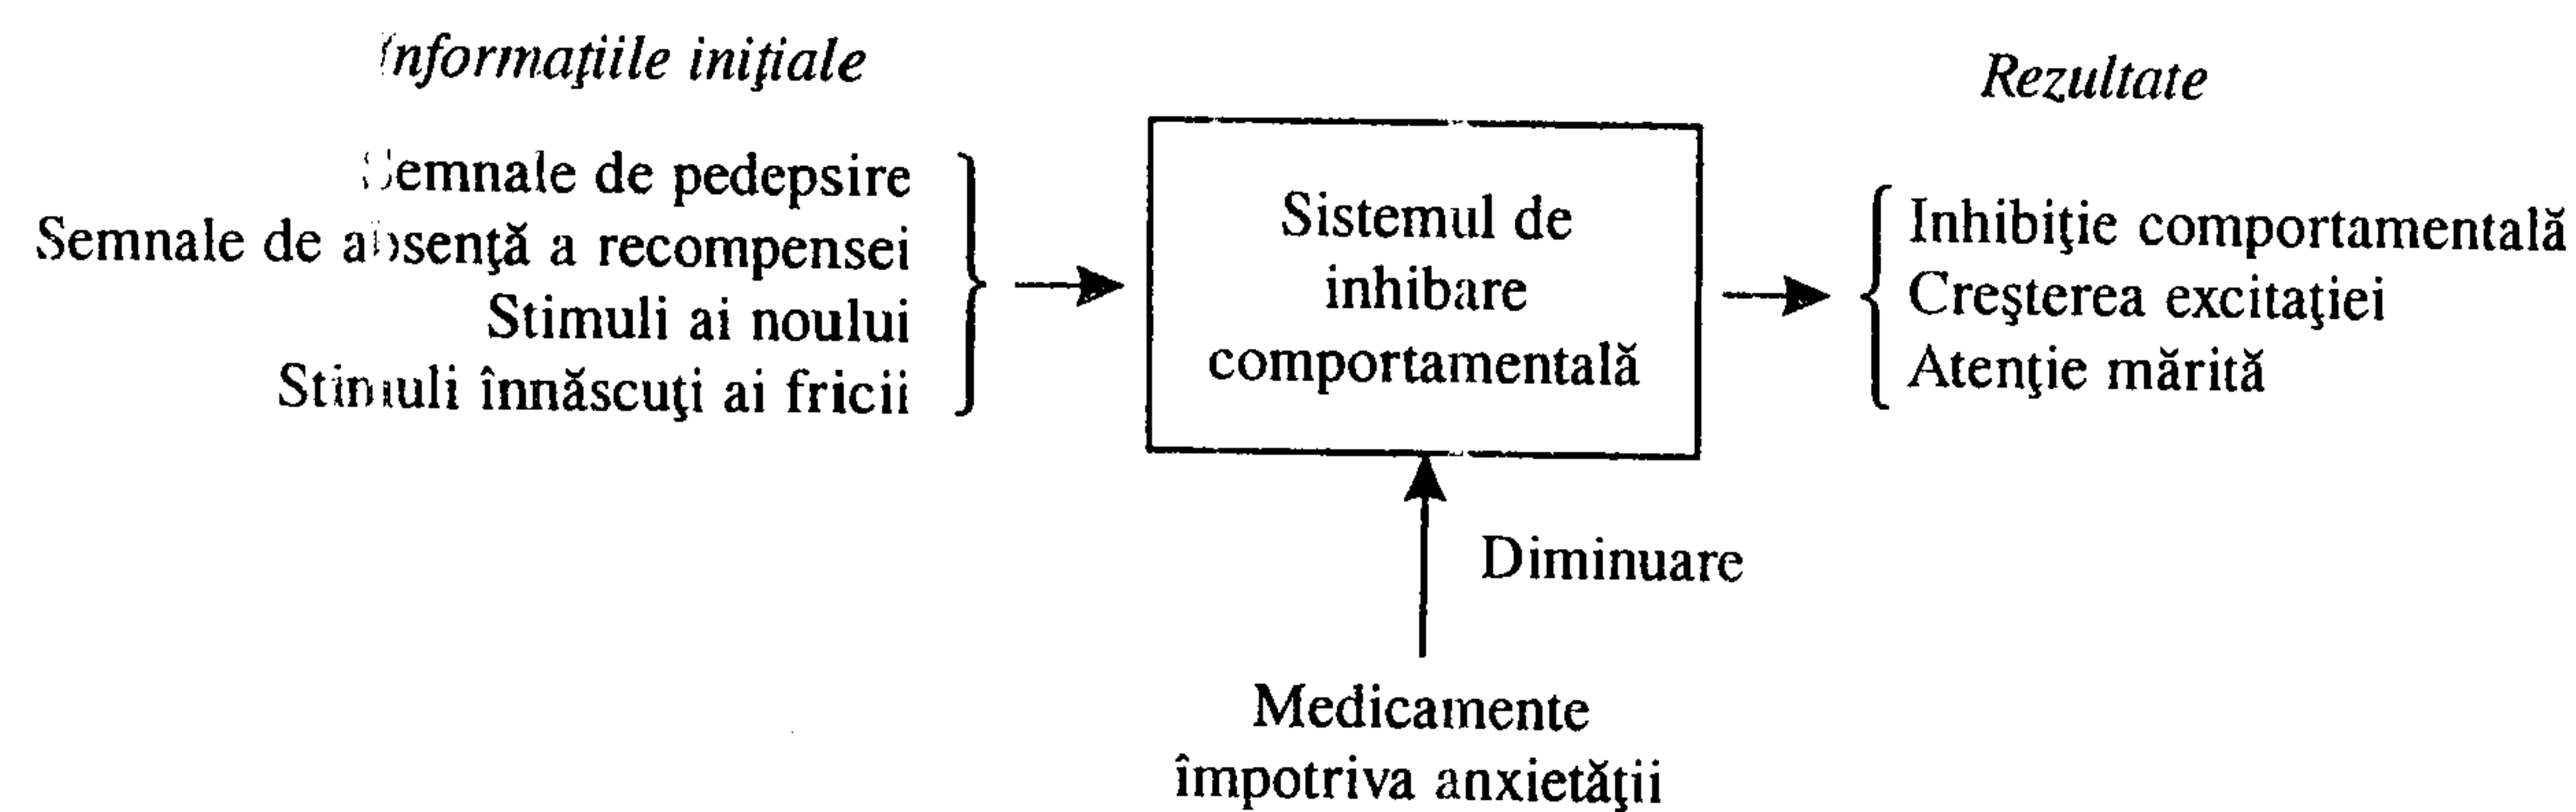 Informaţiile iniţiale
Semnale de pedepsire
Semnale de absenţă a recompensei
Stimuli ai noului
Stimuli înnăscuţi ai fricii
Sistemul de
inhibare
comportamentală
Rezultate
Inhibiţie comportamentală
Creşterea excitaţiei
Atenţie mărită
Diminuare
Medicamente
împotriva anxietăţii